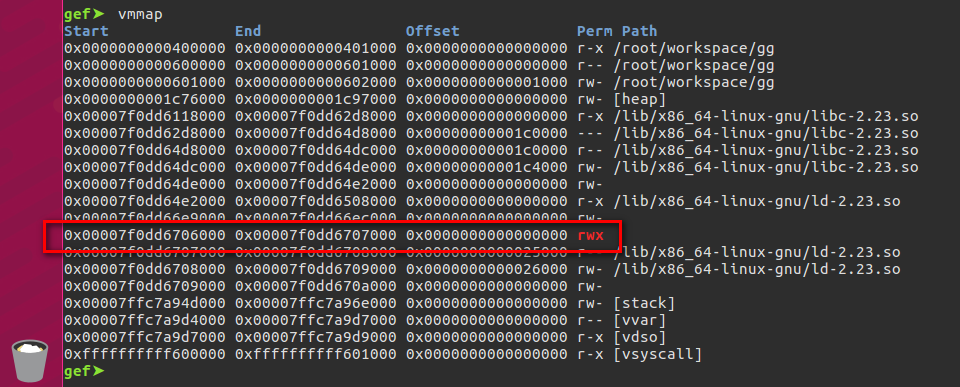 gef➤  vmmap
Start              End                Offset             Perm Path
0x0000000000400000 0x0000000000401000 0x0000000000000000 r-x /root/workspace/gg
0x0000000000600000 0x0000000000601000 0x0000000000000000 r-- /root/workspace/gg
0x0000000000601000 0x0000000000602000 0x0000000000001000 rw- /root/workspace/gg
0x0000000001c76000 0x0000000001c97000 0x0000000000000000 rw- [heap]
0x00007f0dd6118000 0x00007f0dd62d8000 0x0000000000000000 r-x /lib/x86_64-linux-gnu/libc-2.23.so
0x00007f0dd62d8000 0x00007f0dd64d8000 0x00000000001c0000 --- /lib/x86_64-linux-gnu/libc-2.23.so
0x00007f0dd64d8000 0x00007f0dd64dc000 0x00000000001c0000 r-- /lib/x86_64-linux-gnu/libc-2.23.so
0x00007f0dd64dc000 0x00007f0dd64de000 0x00000000001c4000 rw- /lib/x86_64-linux-gnu/libc-2.23.so
0x00007f0dd64de000 0x00007f0dd64e2000 0x0000000000000000 rw-
0x00007f0dd64e2000 0x00007f0dd6508000 0x0000000000000000 r-x /lib/x86_64-linux-gnu/ld-2.23.so
0x00007f0dd66e9000 0x00007f0dd66ec000 0x0000000000000000 rw-
0x00007f0dd6706000 0x00007f0dd6707000 0x0000000000000000 rwx
0x00007f0dd6707000 0x00007f0dd6708000 0x0000000000025000 r-- /lib/x86_64-linux-gnu/ld-2.23.so
0x00007f0dd6708000 0x00007f0dd6709000 0x0000000000026000 rw- /lib/x86_64-linux-gnu/ld-2.23.so
0x00007f0dd6709000 0x00007f0dd670a000 0x0000000000000000 rw-
0x00007ffc7a94d000 0x00007ffc7a96e000 0x0000000000000000 rw- [stack]
0x00007ffc7a9d4000 0x00007ffc7a9d7000 0x0000000000000000 r-- [vvar]
0x00007ffc7a9d7000 0x00007ffc7a9d9000 0x0000000000000000 r-x [vdso]
0xffffffffff600000 0xffffffffff601000 0x0000000000000000 r-x [vsyscall]
gef➤